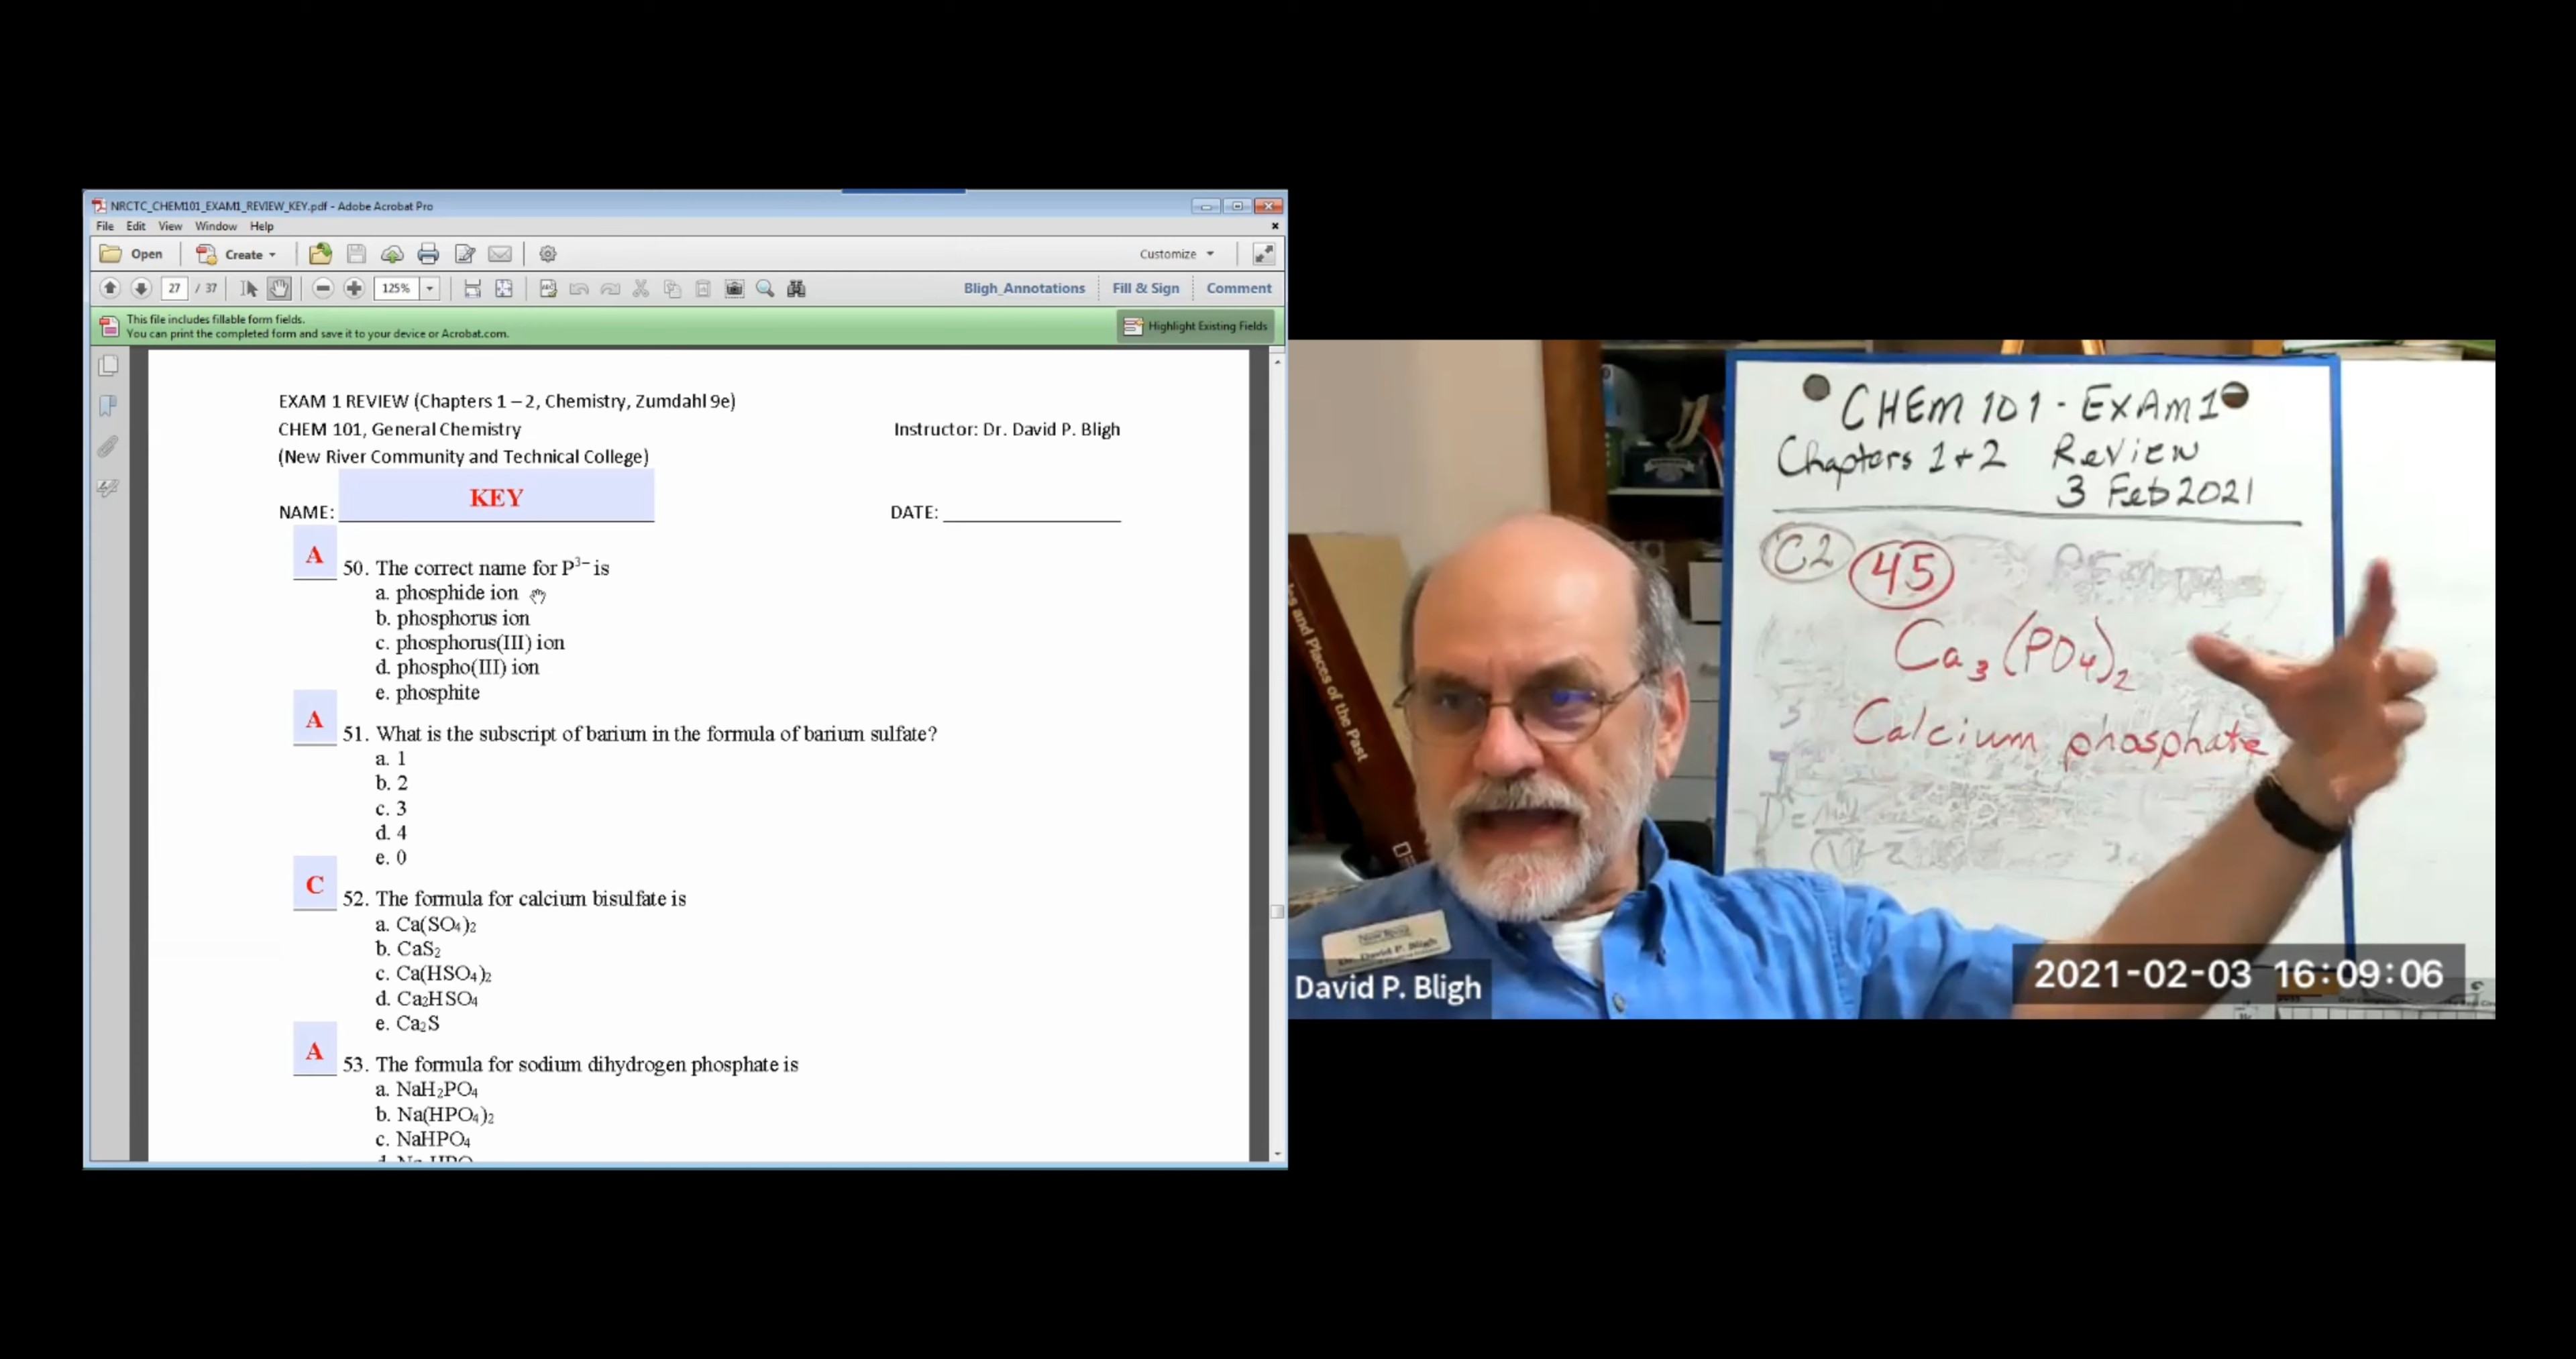 NRCTC_CHEM101_EXAM1_REVIEW_KEY.pdf - Adobe Acrobat Pro
File Edit View Window Help
Open Create Customize
27 / 37 125% Bligh_Annotations Fill & Sign Comment
This file includes fillable form fields.
You can print the completed form and save it to your device or Acrobat.com.
Highlight Existing Fields
EXAM 1 REVIEW (Chapters 1 – 2, Chemistry, Zumdahl 9e)
CHEM 101, General Chemistry Instructor: Dr. David P. Bligh
(New River Community and Technical College)
NAME: KEY DATE:
A 50. The correct name for P³⁻ is
a. phosphide ion
b. phosphorus ion
c. phosphorus(III) ion
d. phospho(III) ion
e. phosphite
A 51. What is the subscript of barium in the formula of barium sulfate?
a. 1
b. 2
c. 3
d. 4
e. 0
C 52. The formula for calcium bisulfate is
a. Ca(SO₄)₂
b. CaS₂
c. Ca(HSO₄)₂
d. Ca₂HSO₄
e. Ca₂S
A 53. The formula for sodium dihydrogen phosphate is
a. NaH₂PO₄
b. Na(HPO₄)₂
c. NaHPO₄
CHEM 101 - EXAM 1
Chapters 1 + 2 Review
3 Feb 2021
C2 45
Ca₃(PO₄)₂
Calcium phosphate
and Places of the Past
Dr. David P. Bligh
David P. Bligh
2021-02-03 16:09:06